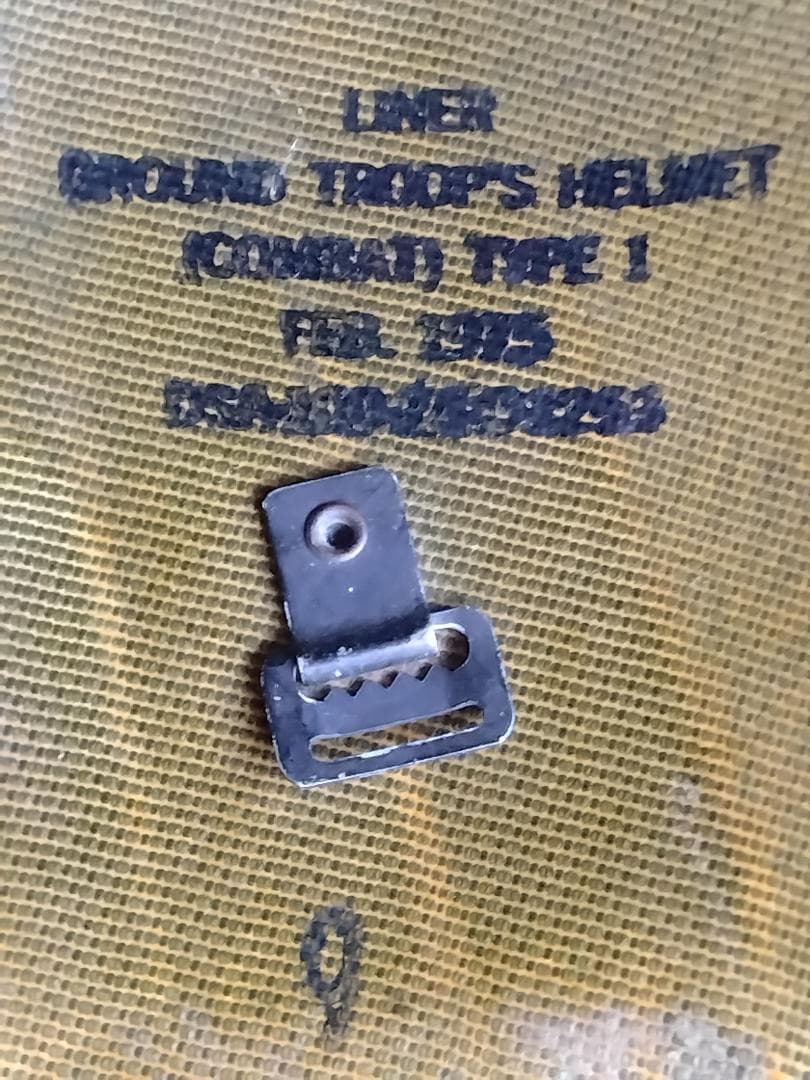 LINER
GROUND TROOP'S HELMET
(COMBAT) TYPE 1
FEB. 1975
9